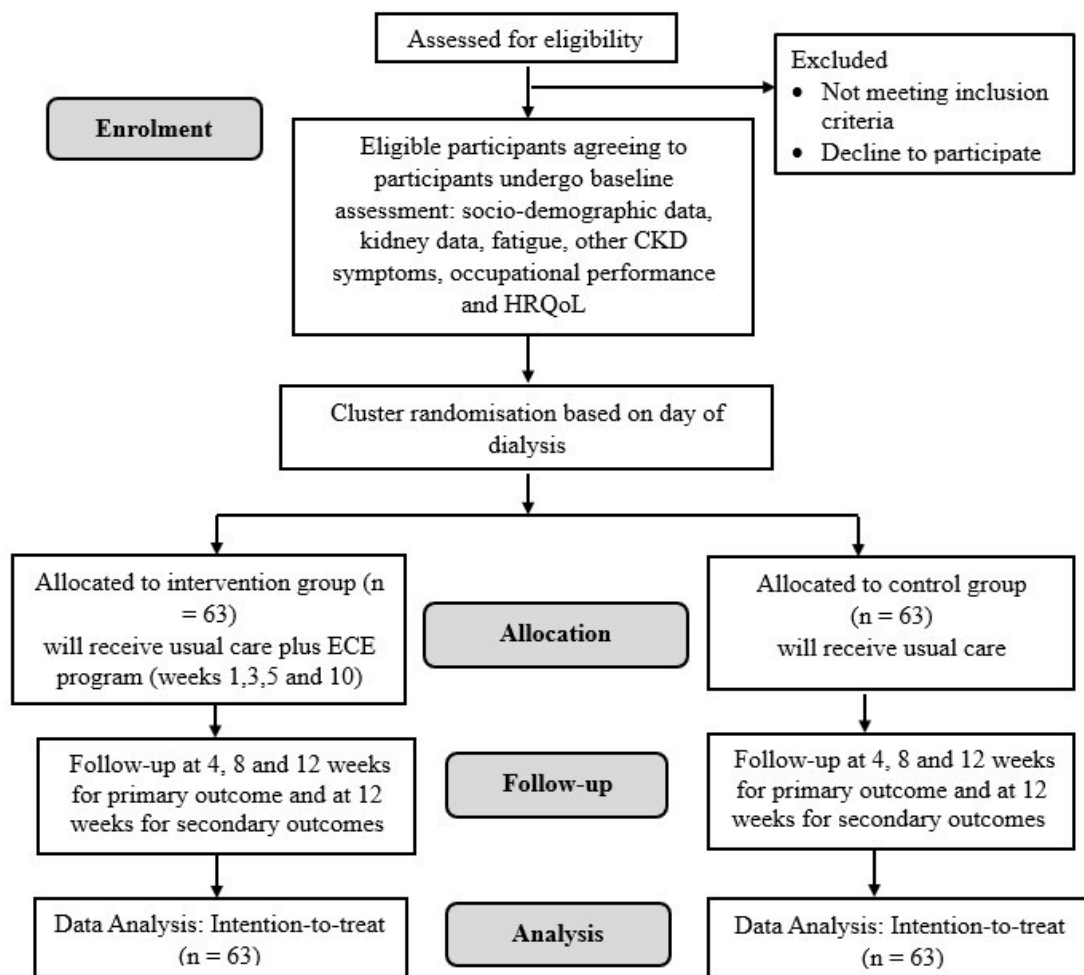 Assessed for eligibility
Excluded
• Not meeting inclusion
criteria
• Decline to participate
Enrolment
Eligible participants agreeing to
participants undergo baseline
assessment: socio-demographic data,
kidney data, fatigue, other CKD
symptoms, occupational performance
and HRQoL
Cluster randomisation based on day of
dialysis
Allocated to intervention group (n
= 63)
will receive usual care plus ECE
program (weeks 1,3,5 and 10)
Allocation
Allocated to control group
(n = 63)
will receive usual care
Follow-up at 4, 8 and 12 weeks
for primary outcome and at 12
weeks for secondary outcomes
Follow-up
Follow-up at 4, 8 and 12 weeks
for primary outcome and at 12
weeks for secondary outcomes
Data Analysis: Intention-to-treat
(n = 63)
Analysis
Data Analysis: Intention-to-treat
(n = 63)